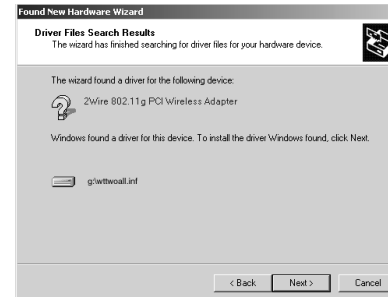 Found New Hardware Wizard
Driver Files Search Results
The wizard has finished searching for driver files for your hardware device.
The wizard found a driver for the following device:
2Wire 802.11g PCI Wireless Adapter
Windows found a driver for this device. To install the driver Windows found, click Next.
g:\wttwoall.inf
< Back Next > Cancel